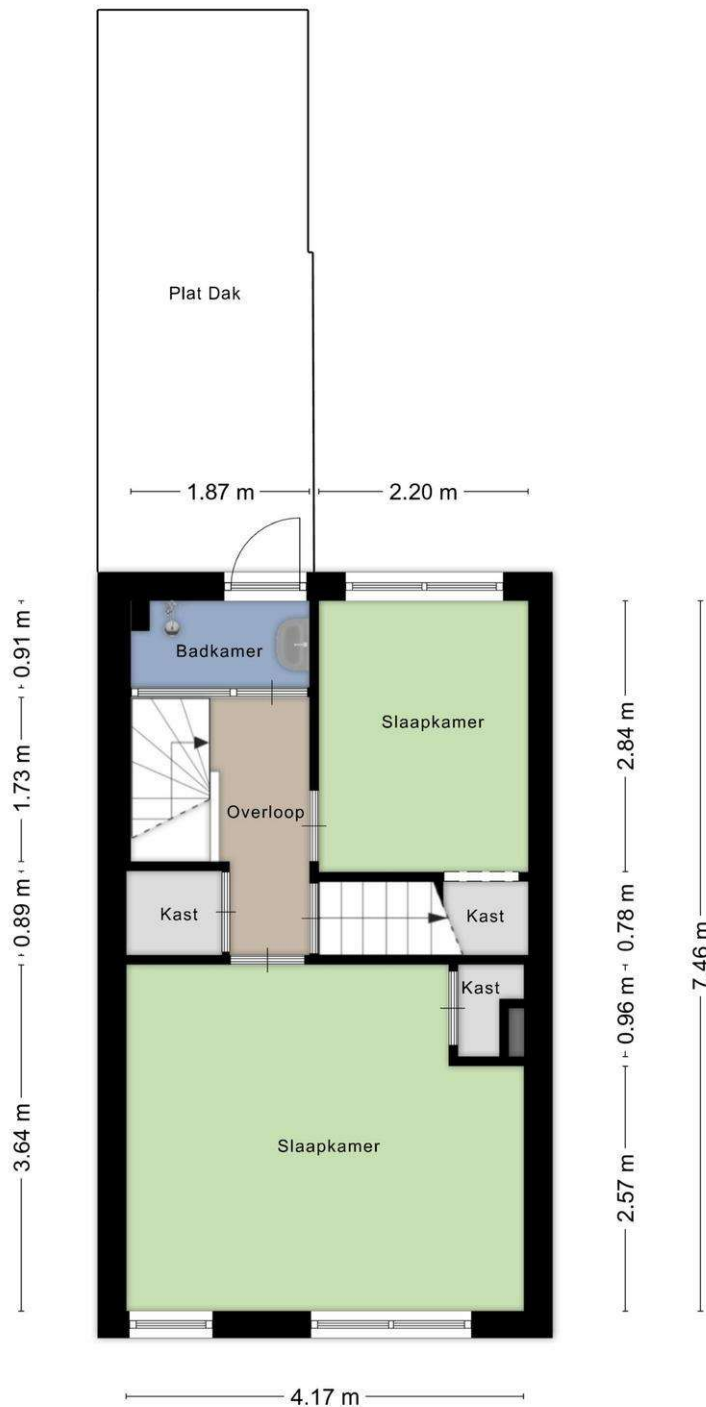 Plat Dak
1.87 m
2.20 m
0.91 m
Badkamer
Slaapkamer
2.84 m
1.73 m
Overloop
7.46 m
0.89 m
Kast
Kast
0.78 m
Kast
0.96 m
3.64 m
Slaapkamer
2.57 m
4.17 m